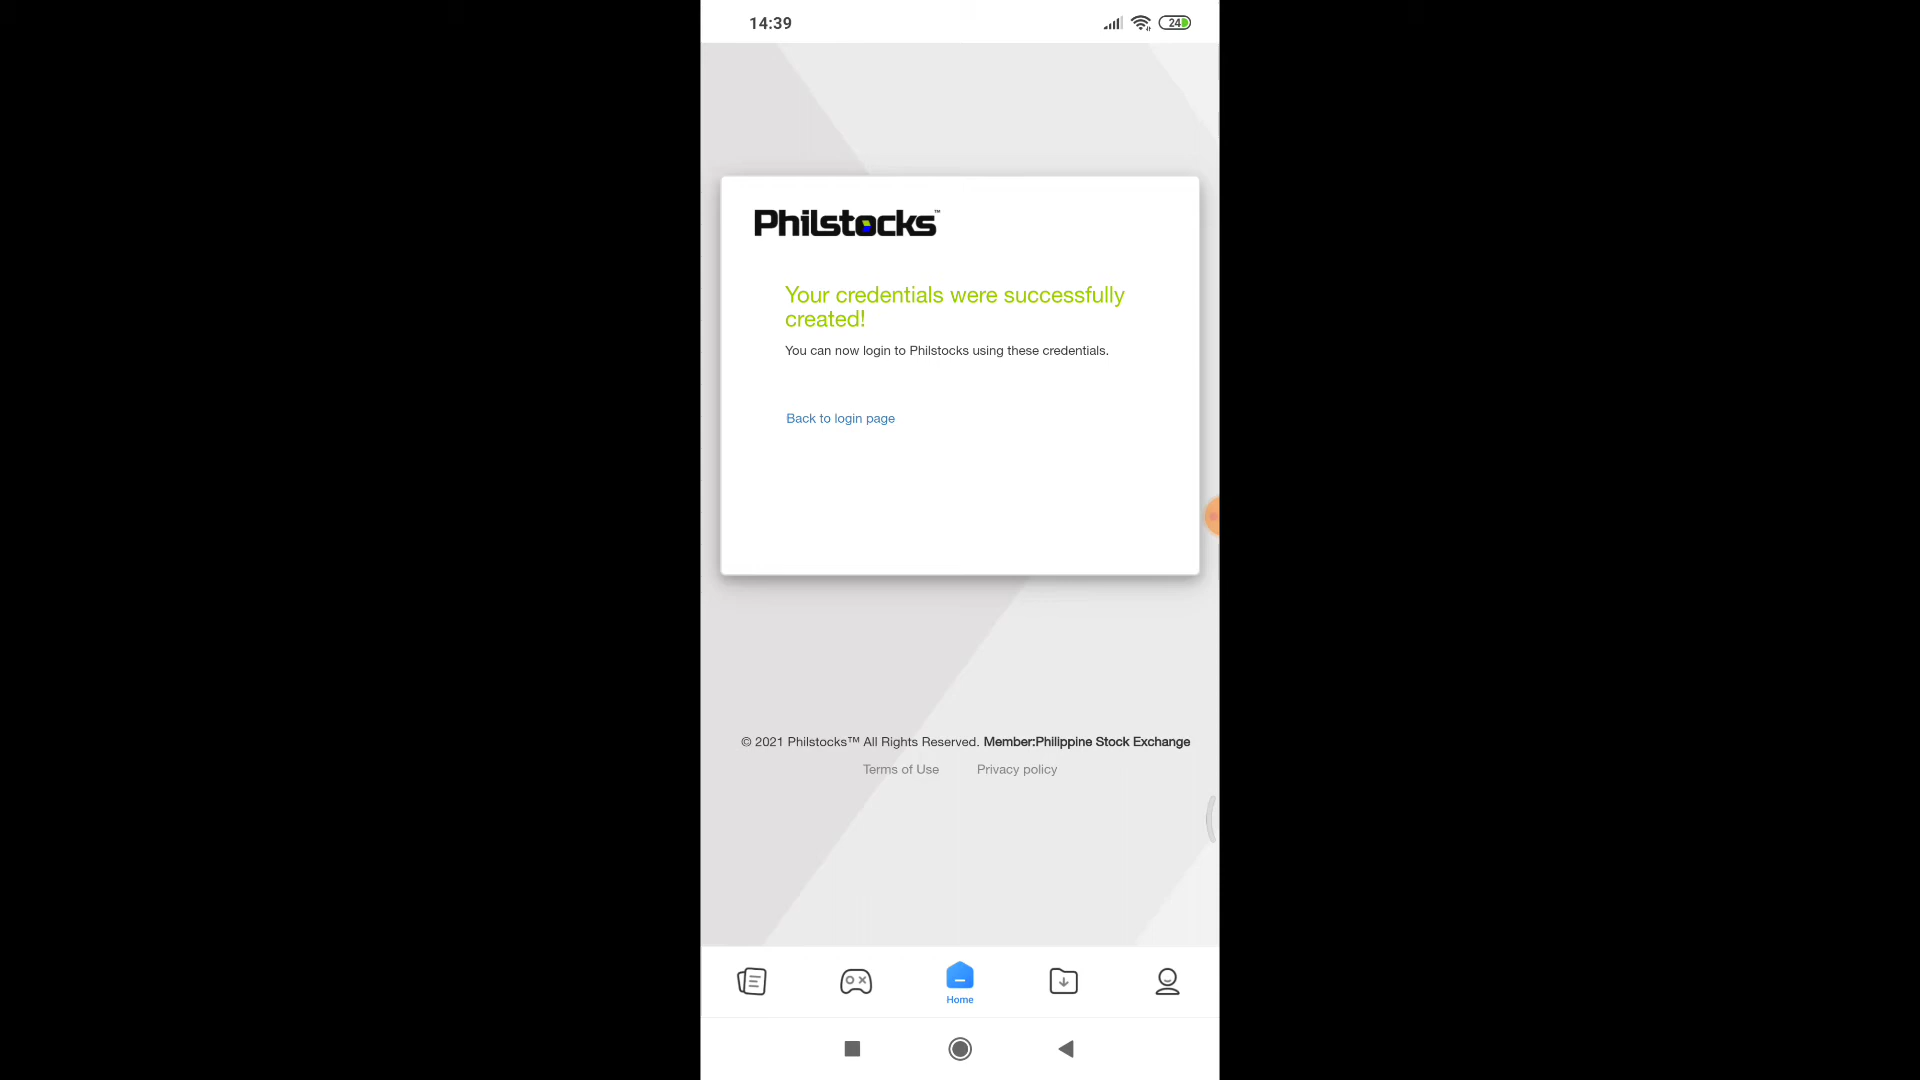 14:39
24
Philstocks™
Your credentials were successfully
created!
You can now login to Philstocks using these credentials.
Back to login page
© 2021 Philstocks™ All Rights Reserved. Member:Philippine Stock Exchange
Terms of Use Privacy policy
Home